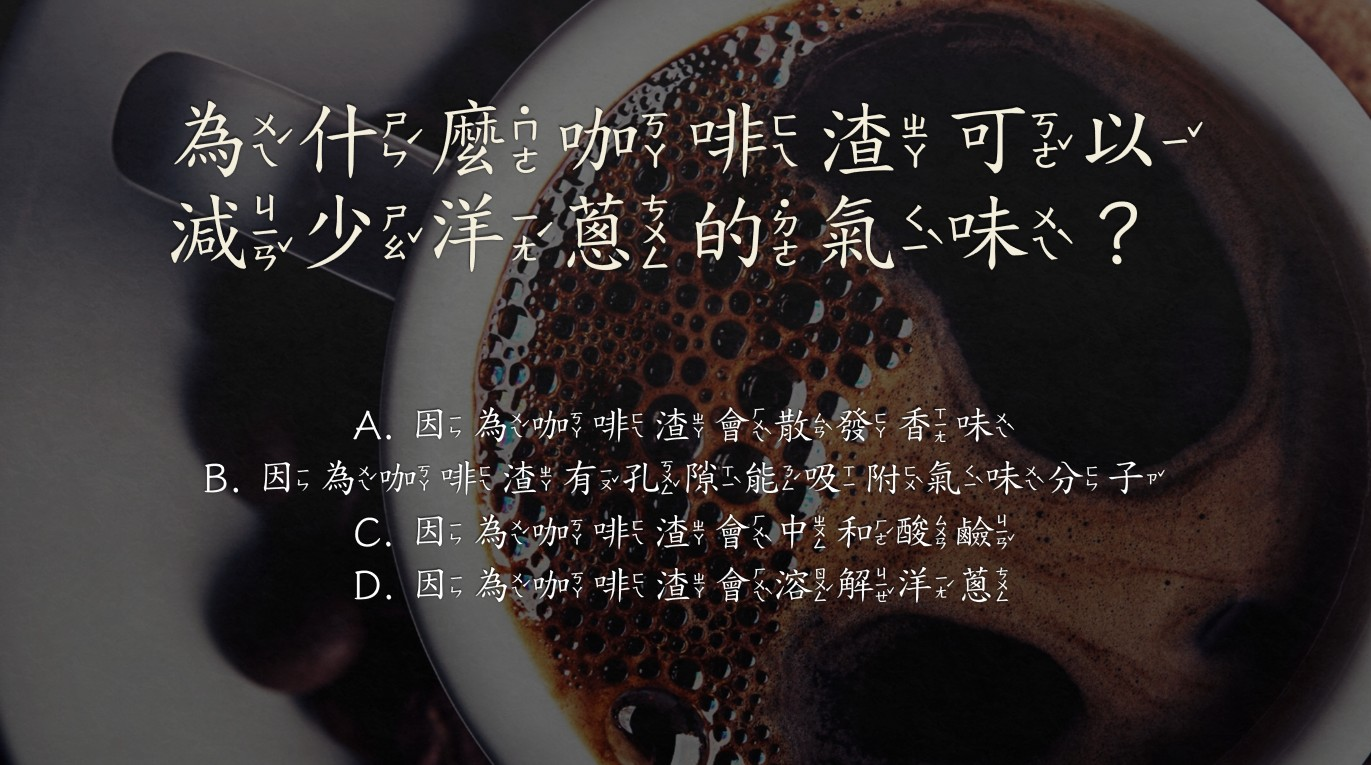 為什麼咖啡渣可以
減少洋蔥的氣味？
A. 因為咖啡渣會散發香味
B. 因為咖啡渣有孔隙能吸附氣味分子
C. 因為咖啡渣會中和酸鹼
D. 因為咖啡渣會溶解洋蔥